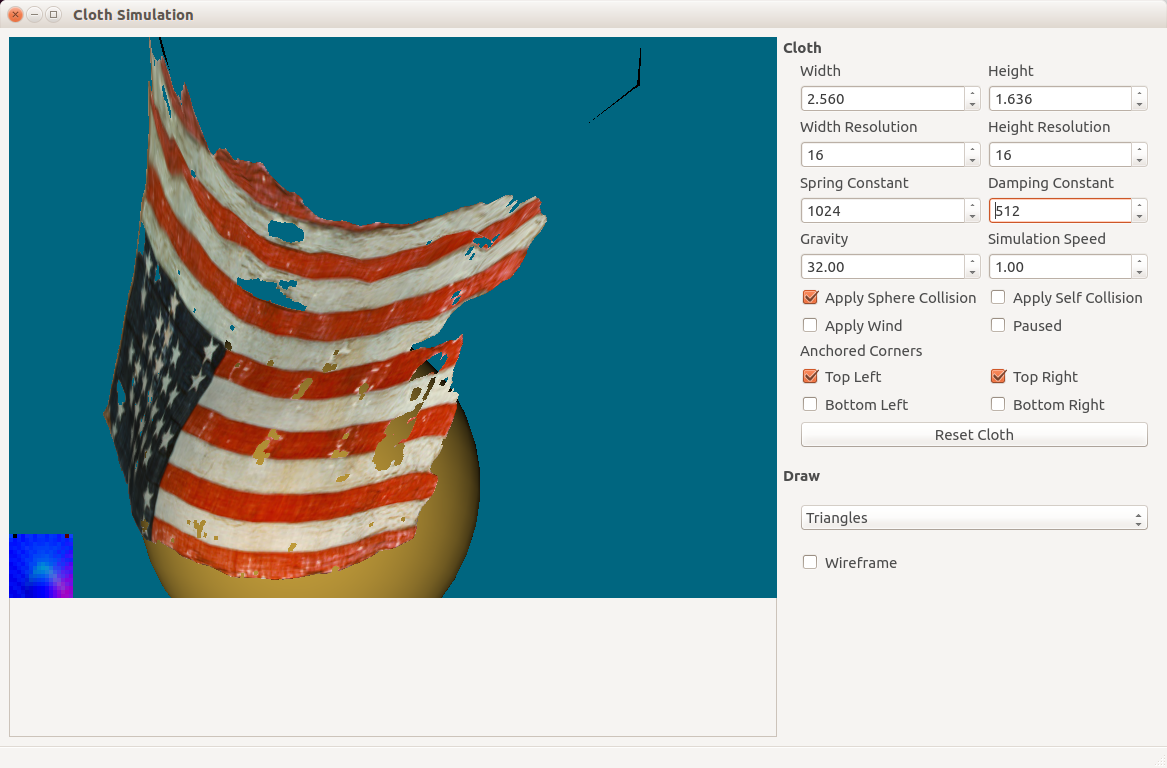 Cloth Simulation
Cloth
Width Height
2.560 1.636
Width Resolution Height Resolution
16 16
Spring Constant Damping Constant
1024 512
Gravity Simulation Speed
32.00 1.00
Apply Sphere Collision Apply Self Collision
Apply Wind Paused
Anchored Corners
Top Left Top Right
Bottom Left Bottom Right
Reset Cloth
Draw
Triangles
Wireframe